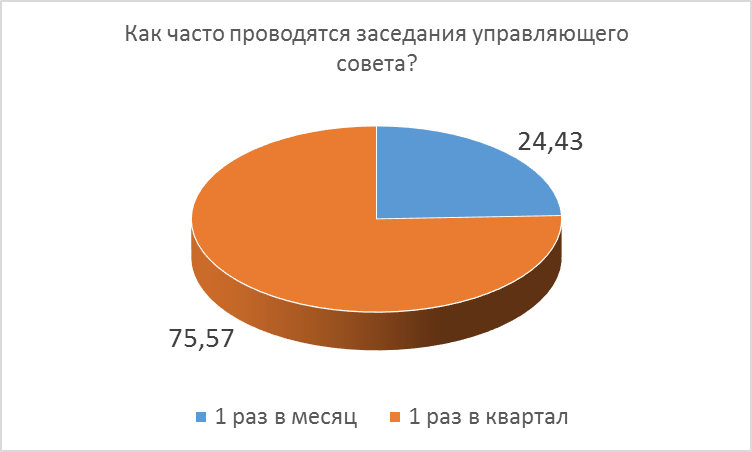 Как часто проводятся заседания управляющего
совета?
24,43
75,57
1 раз в месяц
1 раз в квартал